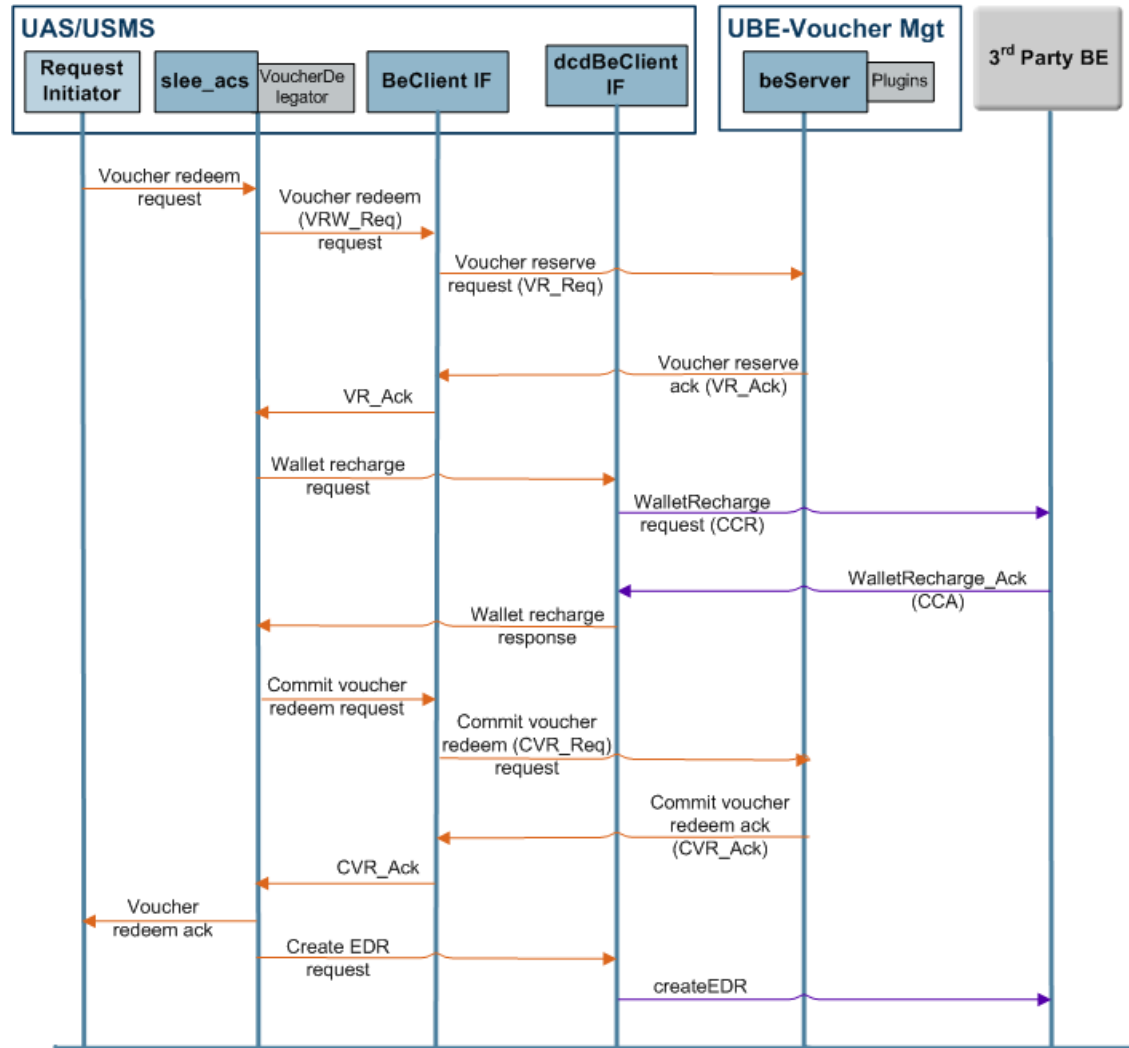 UAS/USMS
UBE-Voucher Mgt
Request
Initiator
slee_acs
VoucherDe
legator
BeClient IF
dcdBeClient
IF
beServer
Plugins
3rd Party BE
Voucher redeem
request
Voucher redeem
(VRW_Req)
request
Voucher reserve
request (VR_Req)
Voucher reserve
ack (VR_Ack)
VR_Ack
Wallet recharge
request
WalletRecharge
request (CCR)
WalletRecharge_Ack
(CCA)
Wallet recharge
response
Commit voucher
redeem request
Commit voucher
redeem (CVR_Req)
request
Commit voucher
redeem ack
(CVR_Ack)
CVR_Ack
Voucher
redeem ack
Create EDR
request
createEDR